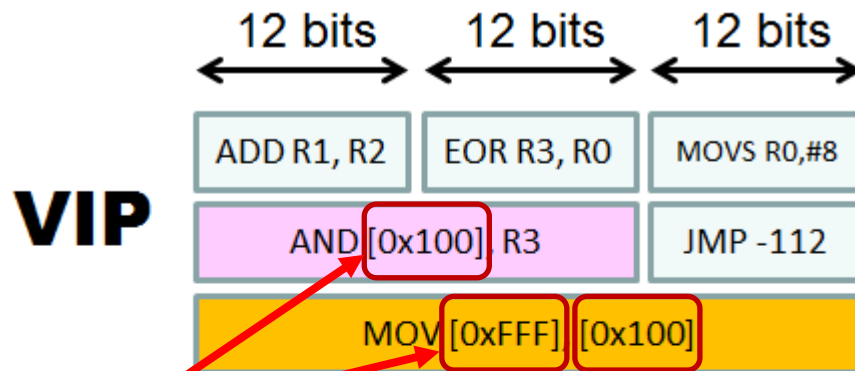 12 bits 12 bits 12 bits
ADD R1, R2 EOR R3, R0 MOVS R0,#8
VIP
AND [0x100], R3 JMP -112
MOV [0xFFF], [0x100]